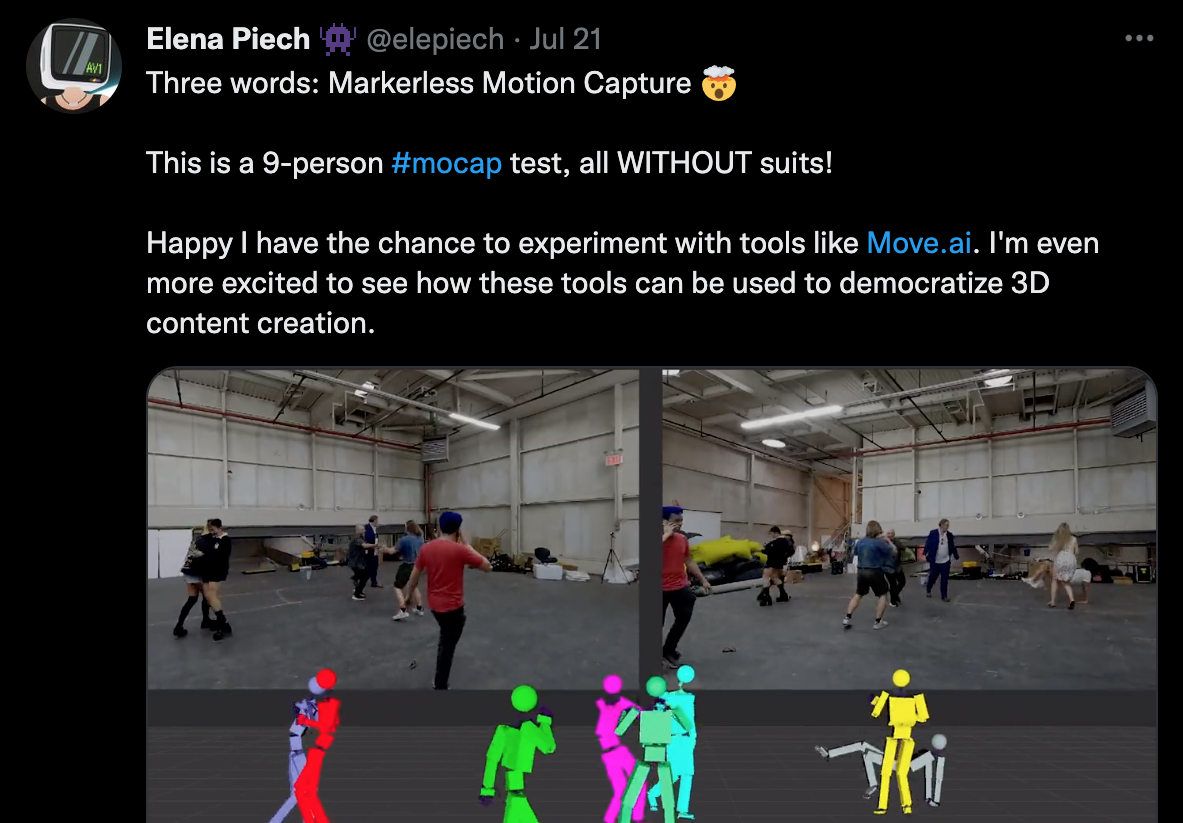 Elena Piech 👾 @elepiech · Jul 21
Three words: Markerless Motion Capture 🤯
This is a 9-person #mocap test, all WITHOUT suits!
Happy I have the chance to experiment with tools like Move.ai. I'm even
more excited to see how these tools can be used to democratize 3D
content creation.
AV1